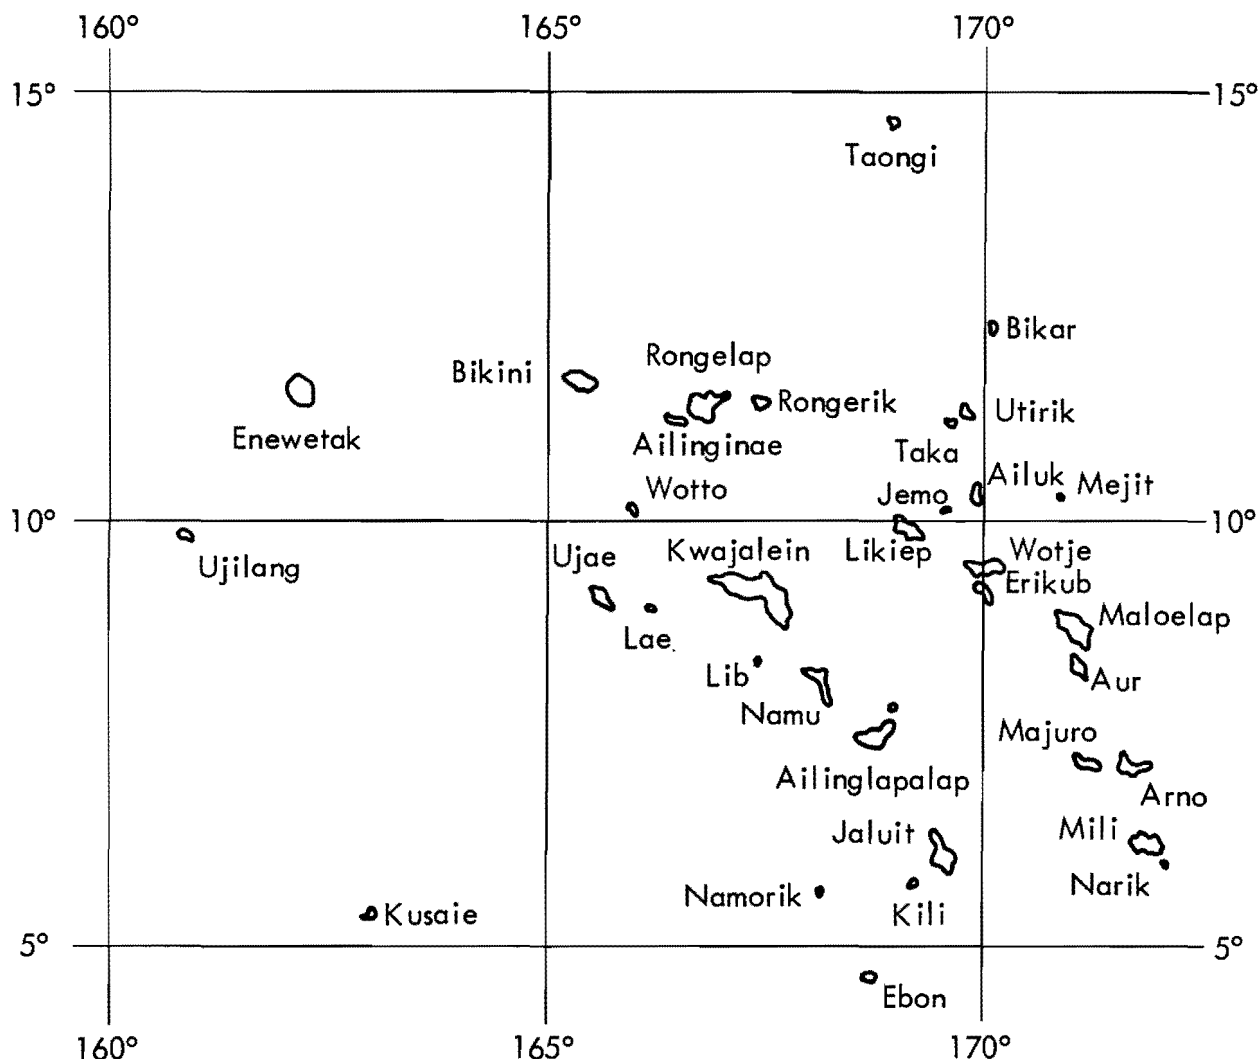 160° 165° 170°
15° 15°
Taongi
Bikar
Rongelap
Bikini
Rongerik
Utirik
Enewetak
Ailinginae
Taka
Ailuk
Mejit
Wotto
Jemo
10° 10°
Ujilang
Ujae
Kwajalein
Likiep
Wotje
Erikub
Maloelap
Lae
Lib
Aur
Namu
Majuro
Ailinglapalap
Arno
Jaluit
Mili
Namorik
Kili
Narik
Kusaie
5° 5°
Ebon
160° 165° 170°